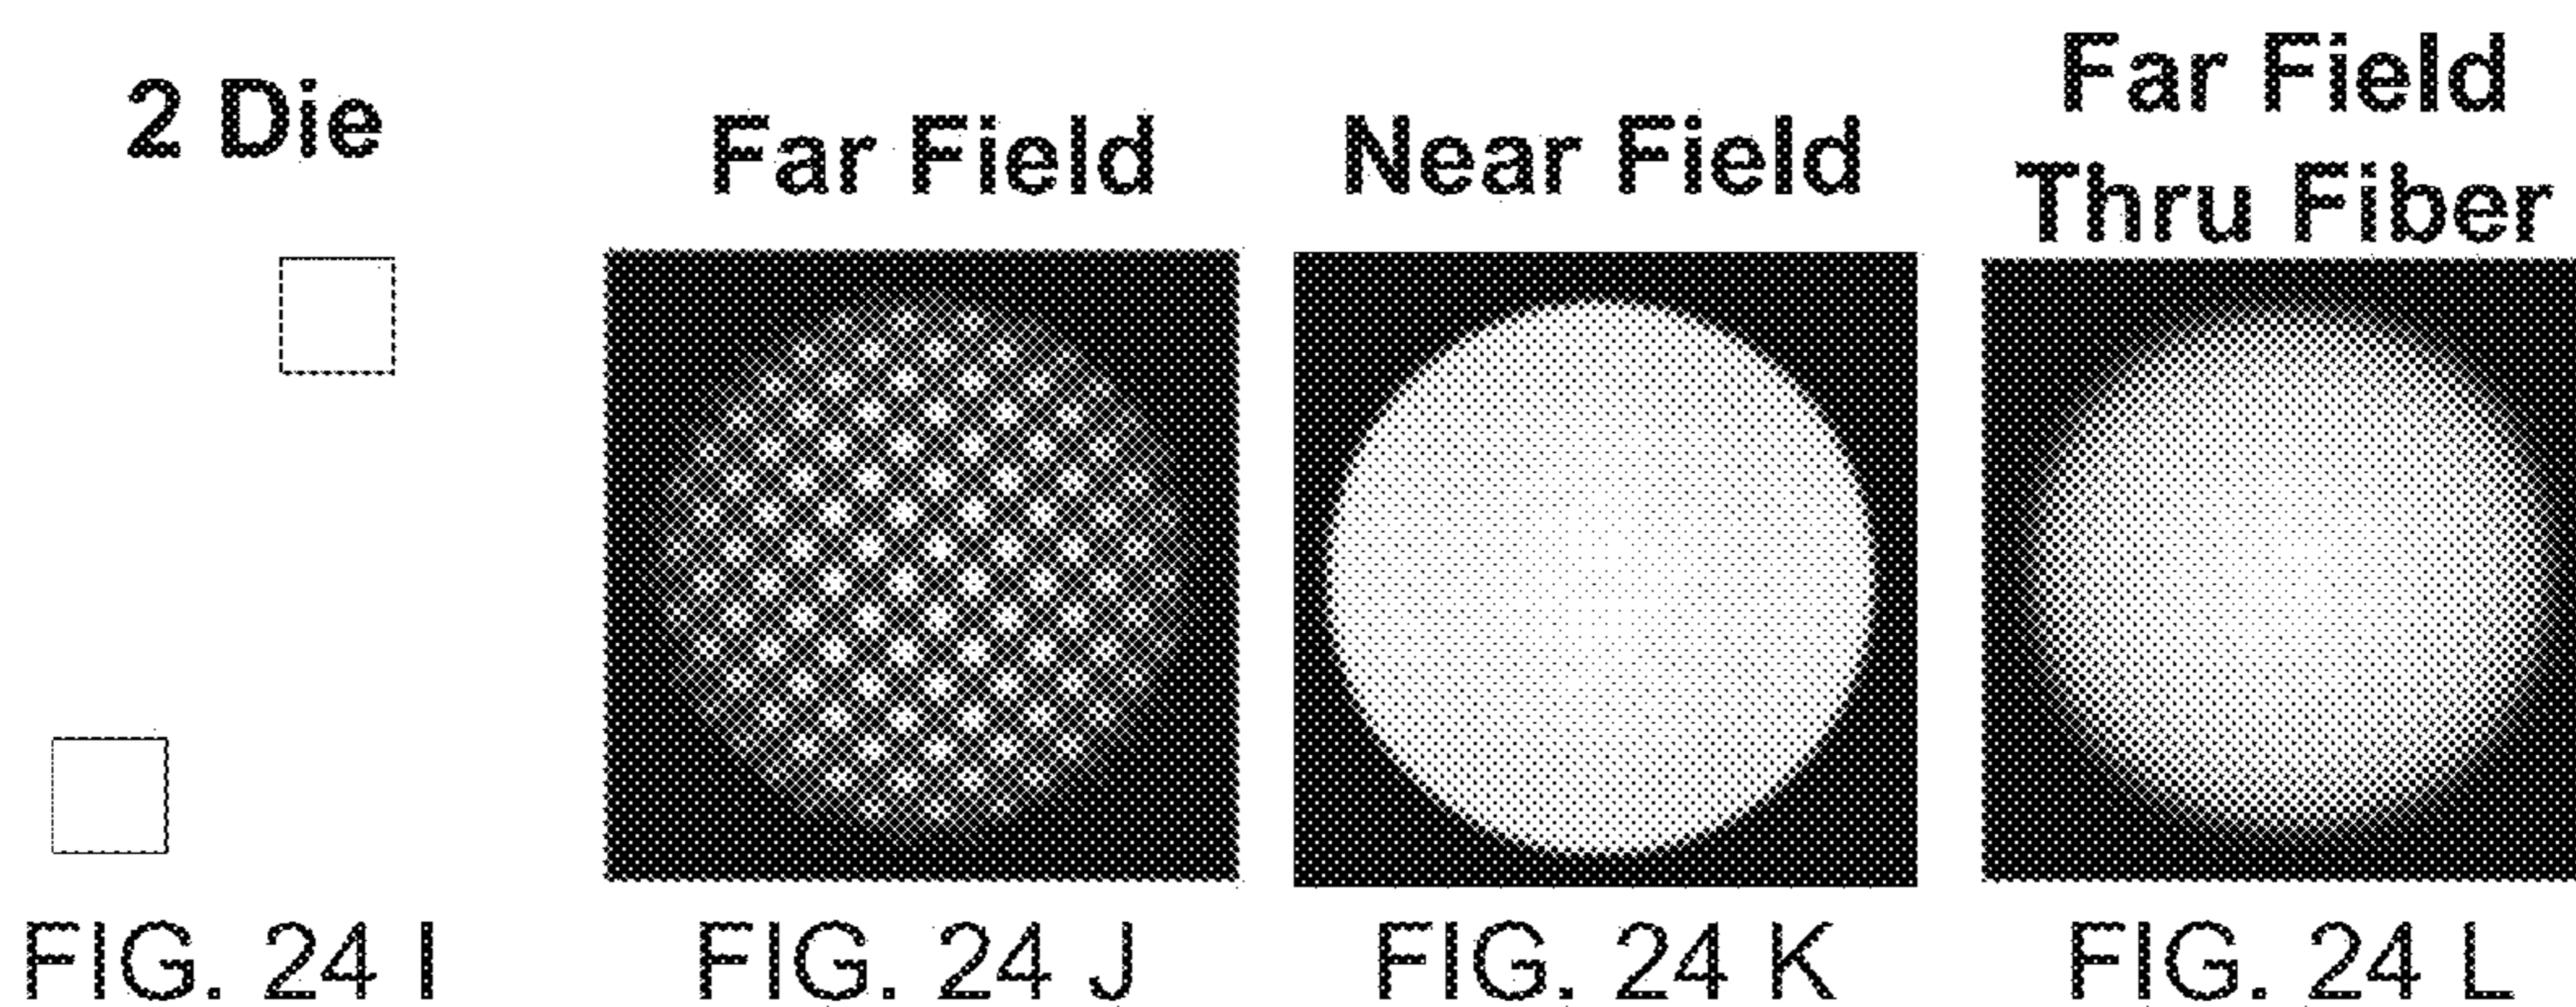 2 Die
Far Field
Near Field
Far Field
Thru Fiber
FIG. 24 I
FIG. 24 J
FIG. 24 K
FIG. 24 L